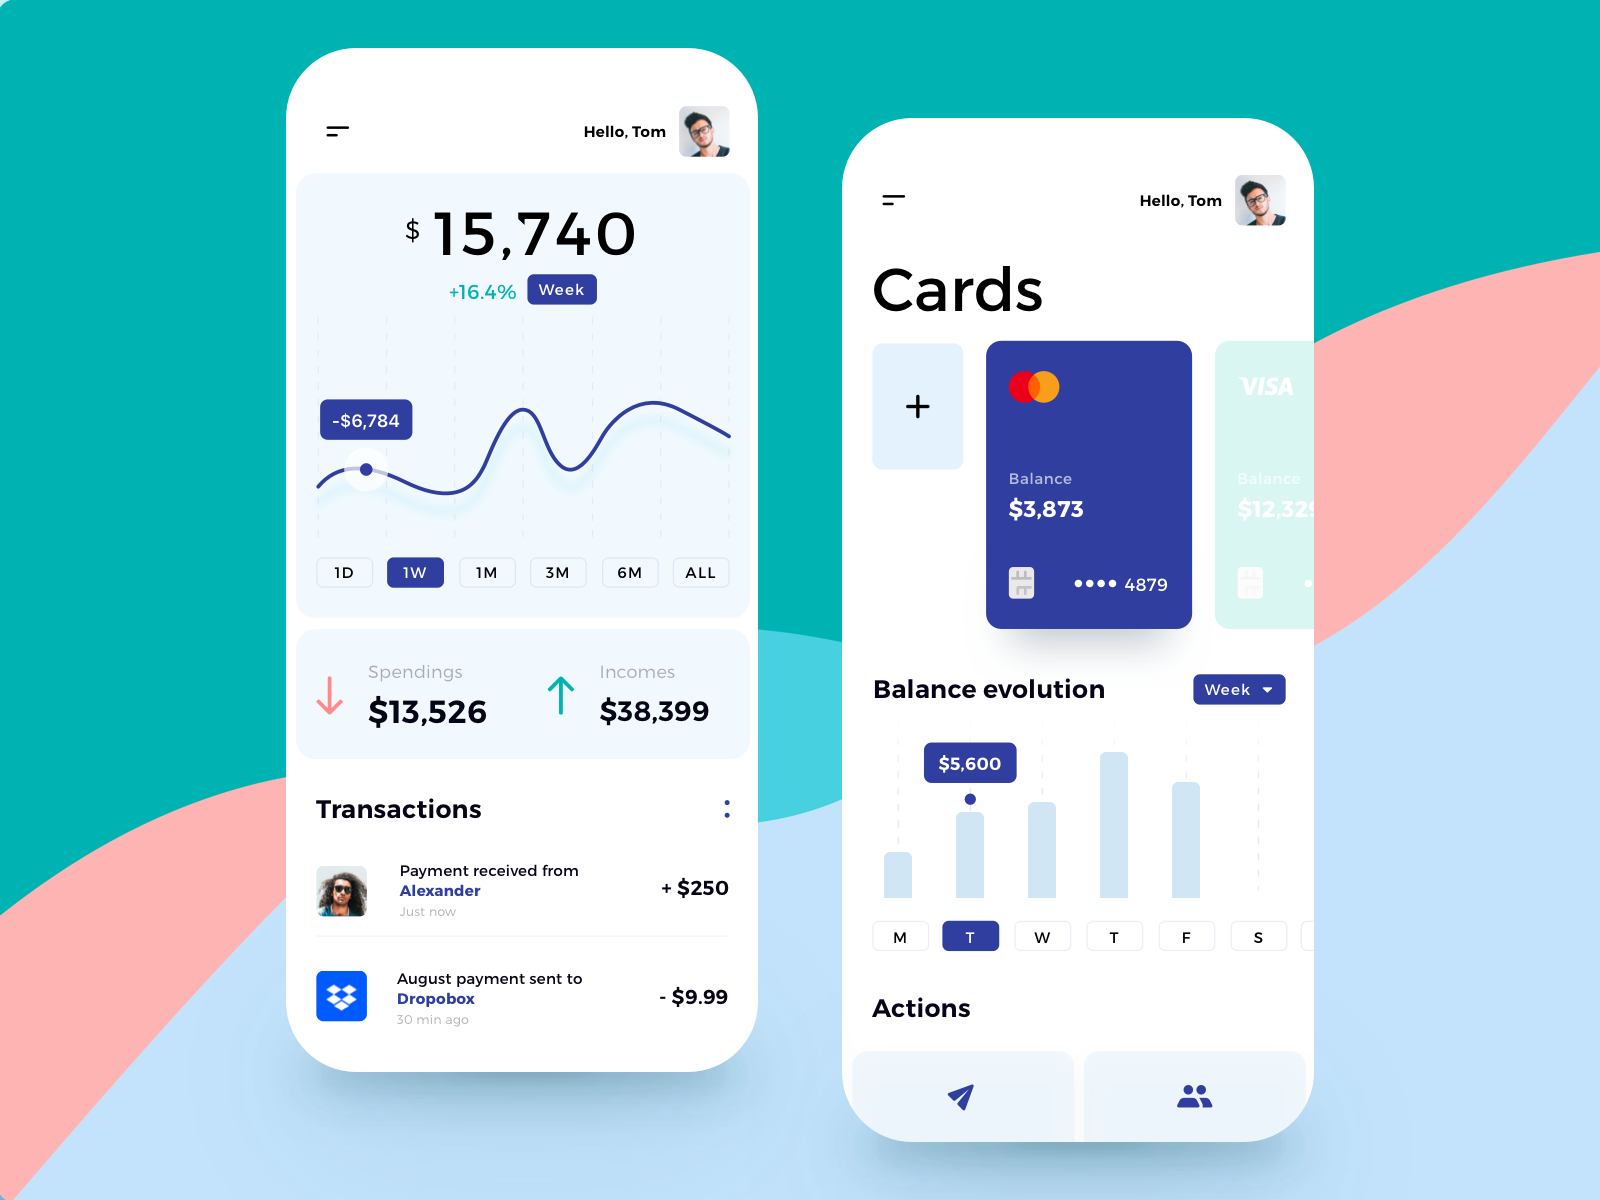 Hello, Tom
$ 15,740
+16.4% Week
-$6,784
1D 1W 1M 3M 6M ALL
Spendings Incomes
$13,526 $38,399
Transactions
Payment received from
Alexander
Just now
+ $250
August payment sent to
Dropobox
30 min ago
- $9.99
Hello, Tom
Cards
+
VISA
Balance
$3,873
•••• 4879
Balance
$12,329
Balance evolution
Week
$5,600
M T W T F S
Actions